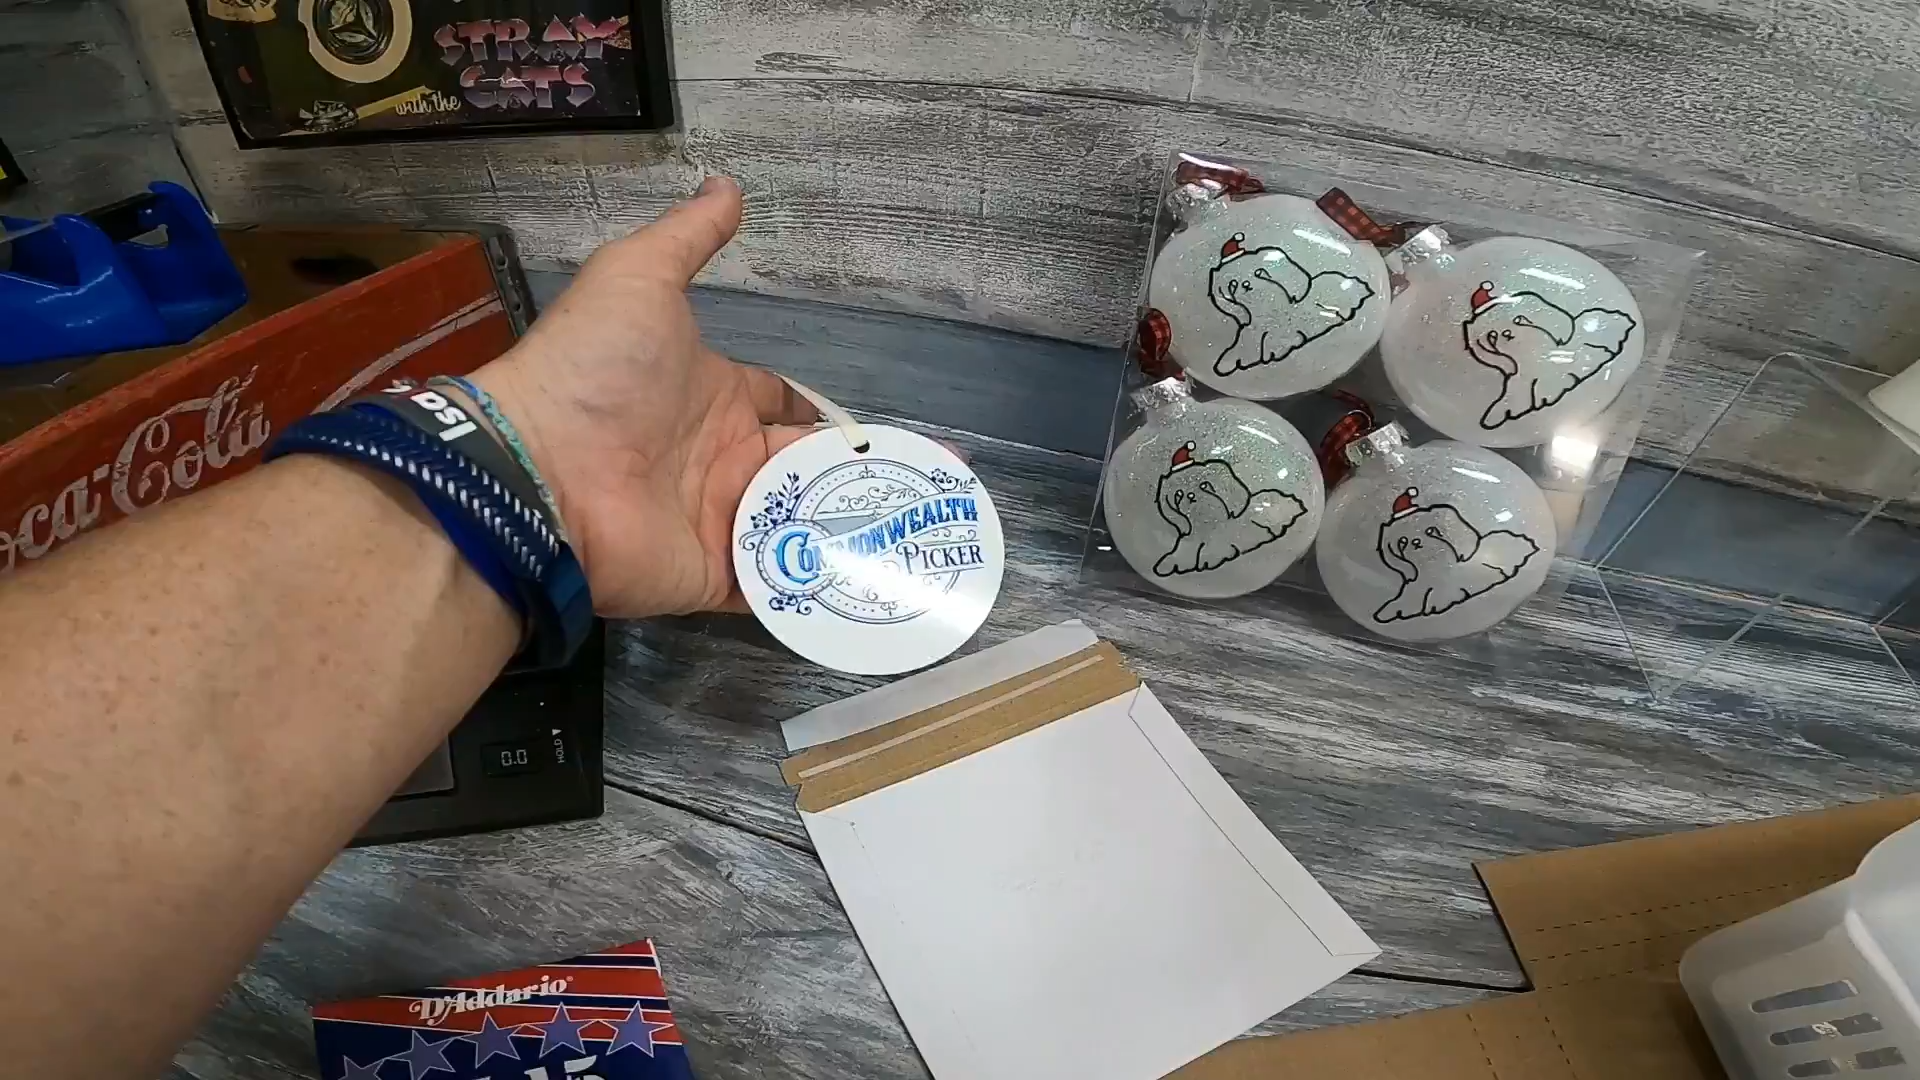 STRAY
CATS
with the
Coca-Cola
COMMONWEALTH
PICKER
0.0
HOLD
D'Addario